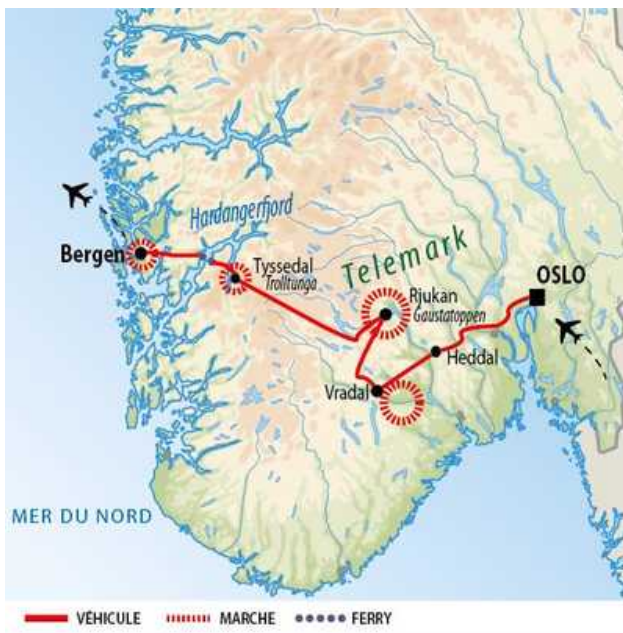 Hardangerfjord
Bergen
Tyssedal
Trolltunga
Telemark
OSLO
Rjukan
Gaustatoppen
Heddal
Vradal
MER DU NORD
VÉHICULE
MARCHE
FERRY